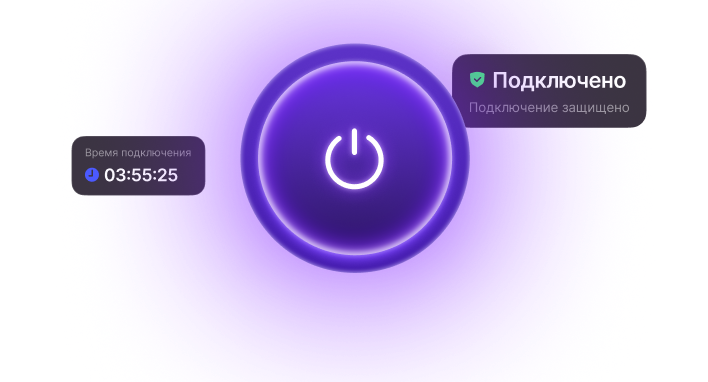 Подключено
Подключение защищено
Время подключения
03:55:25